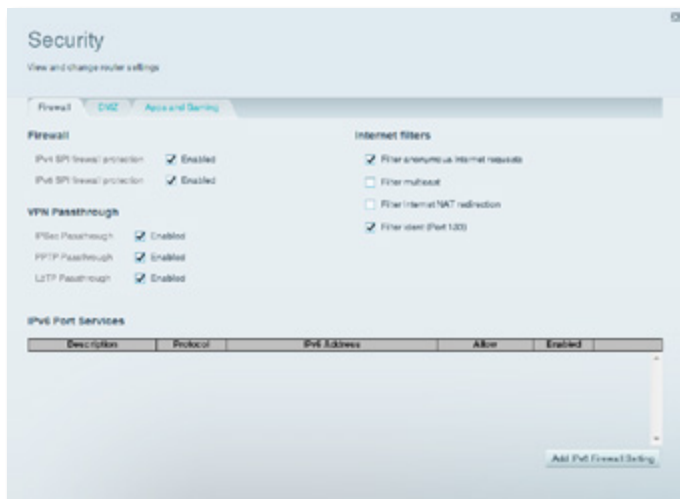 Security
View and change router settings
Firewall DMZ Apps and Gaming
Firewall
IPv4 SPI firewall protection Enabled
IPv6 SPI firewall protection Enabled
VPN Passthrough
IPSec Passthrough Enabled
PPTP Passthrough Enabled
L2TP Passthrough Enabled
Internet filters
Filter anonymous Internet requests
Filter multicast
Filter Internet NAT redirection
Filter ident (Port 113)
IPv6 Port Services
Description Protocol IPv6 Address Allow Enabled
Add IPv6 Firewall Setting